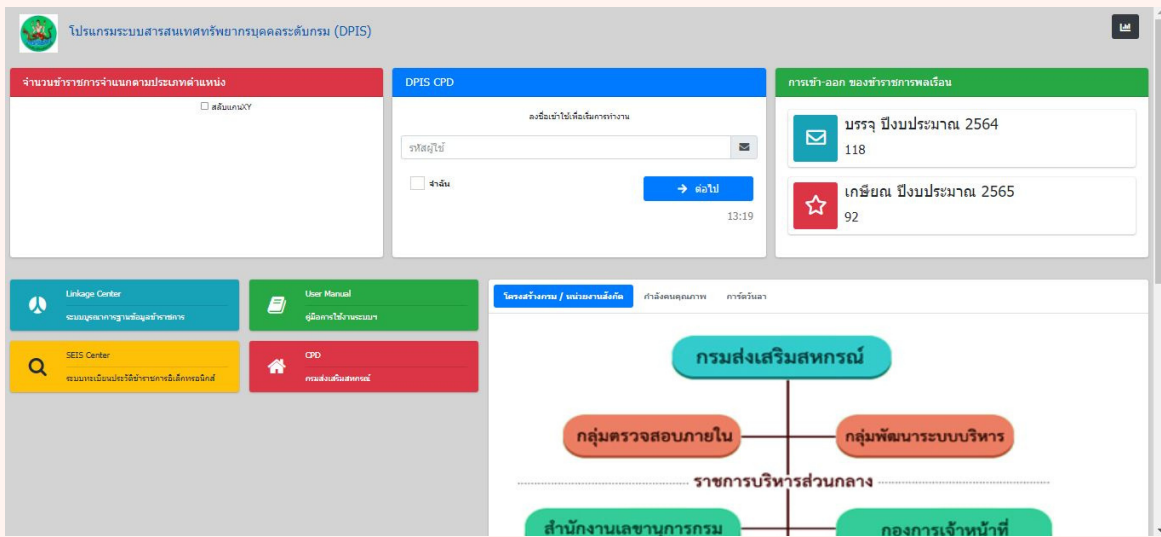 โปรแกรมระบบสารสนเทศทรัพยากรบุคคลระดับกรม (DPIS)
จำนวนข้าราชการจำแนกตามประเภทตำแหน่ง
สลับแกนXY
DPIS CPD
ลงชื่อเข้าใช้เพื่อเริ่มการทำงาน
รหัสผู้ใช้
จำฉัน
ต่อไป
13:19
การเข้า-ออก ของข้าราชการพลเรือน
บรรจุ ปีงบประมาณ 2564
118
เกษียณ ปีงบประมาณ 2565
92
Linkage Center
ระบบบูรณาการฐานข้อมูลข้าราชการ
User Manual
คู่มือการใช้งานระบบฯ
SEIS Center
ระบบทะเบียนประวัติข้าราชการอิเล็กทรอนิกส์
CPD
กรมส่งเสริมสหกรณ์
โครงสร้างกรม / หน่วยงานสังกัด
กำลังคนคุณภาพ
การ์ดวันลา
กรมส่งเสริมสหกรณ์
กลุ่มตรวจสอบภายใน
กลุ่มพัฒนาระบบบริหาร
ราชการบริหารส่วนกลาง
สำนักงานเลขานุการกรม
กองการเจ้าหน้าที่